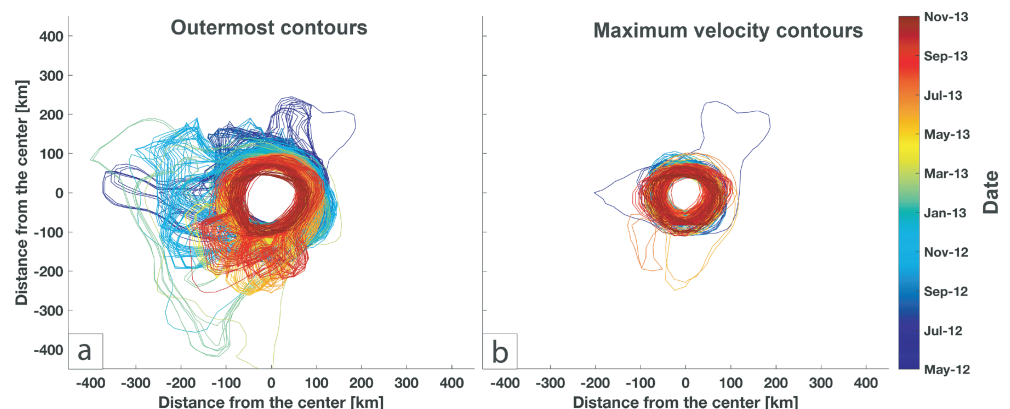 Outermost contours
Maximum velocity contours
Distance from the center [km]
400
300
200
100
0
-100
-200
-300
-400
a
b
-400 -300 -200 -100 0 100 200 300 400
-400 -300 -200 -100 0 100 200 300 400
Distance from the center [km]
Distance from the center [km]
Nov-13
Sep-13
Jul-13
May-13
Mar-13
Jan-13
Nov-12
Sep-12
Jul-12
May-12
Date